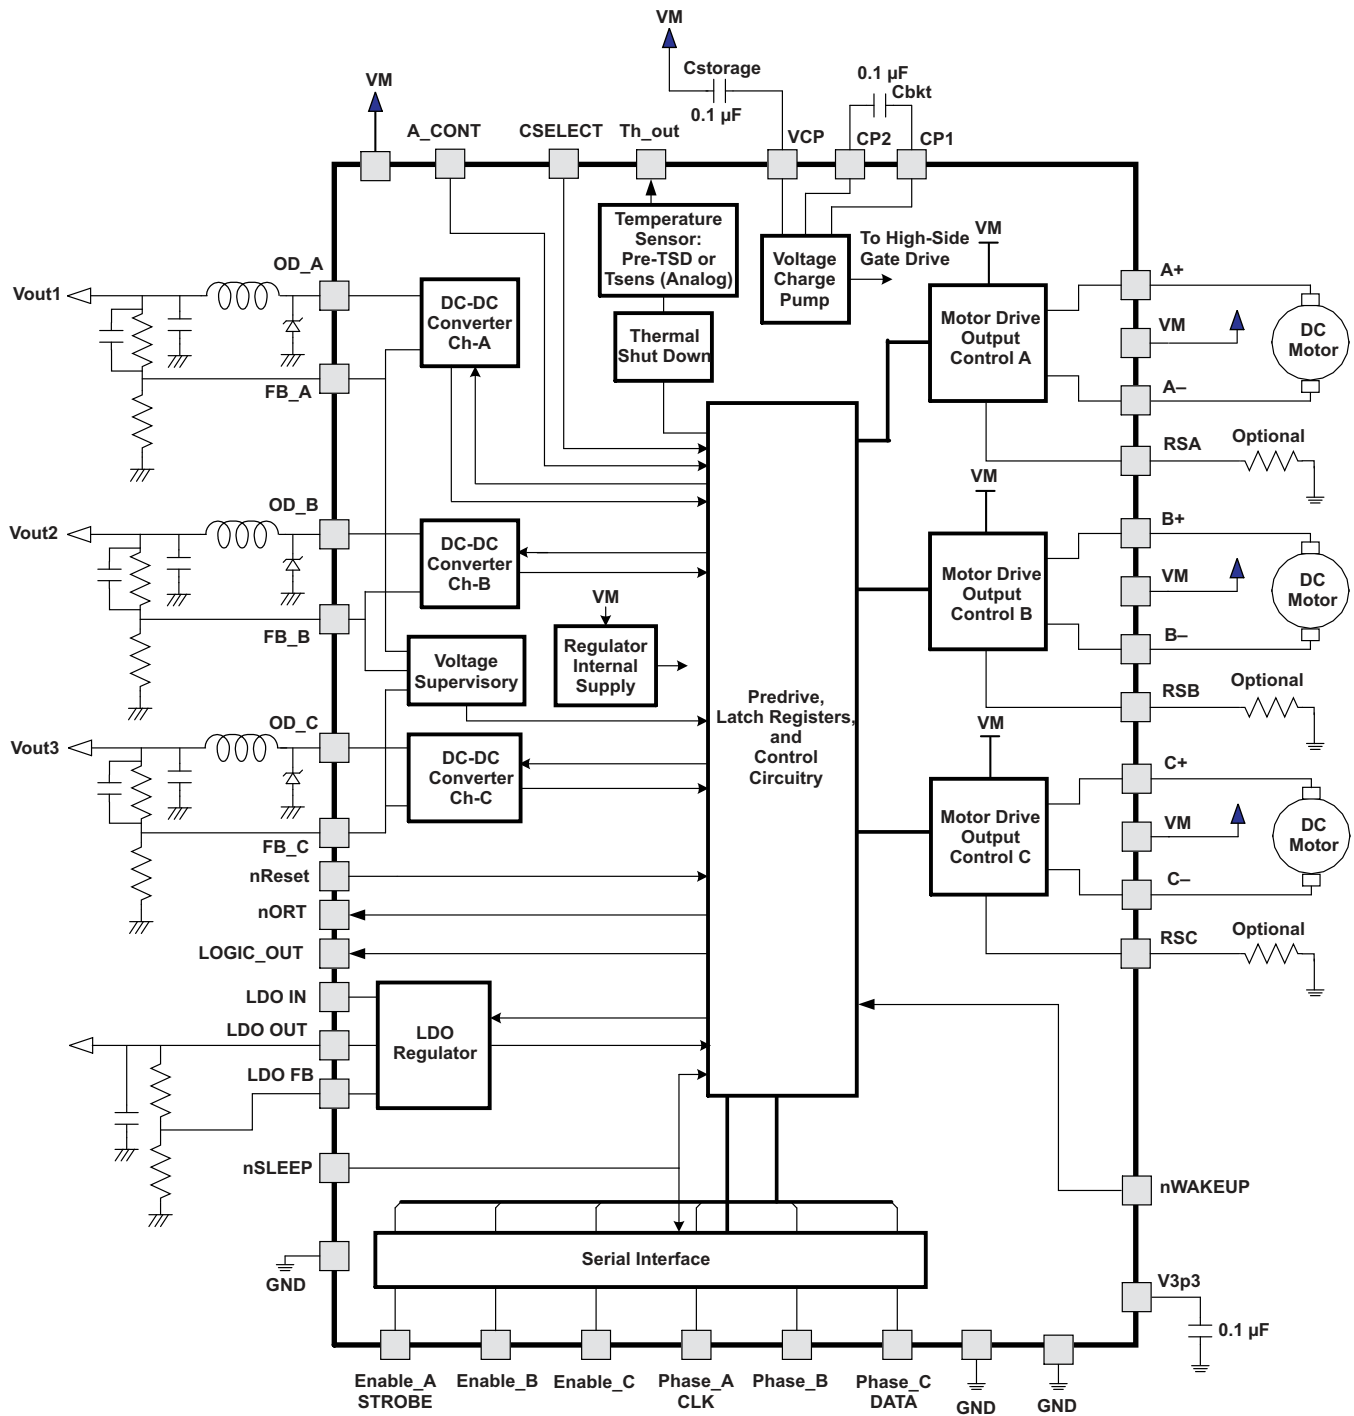 VM
Cstorage
0.1 µF
0.1 µF
Cbkt
VM
A_CONT
CSELECT
Th_out
VCP
CP2
CP1
Temperature
Sensor:
Pre-TSD or
Tsens (Analog)
Voltage
Charge
Pump
To High-Side
Gate Drive
VM
Thermal
Shut Down
OD_A
Vout1
DC-DC
Converter
Ch-A
FB_A
Motor Drive
Output
Control A
A+
VM
A–
DC
Motor
RSA
Optional
OD_B
Vout2
DC-DC
Converter
Ch-B
FB_B
VM
Regulator
Internal
Supply
Voltage
Supervisory
VM
Motor Drive
Output
Control B
B+
VM
B–
DC
Motor
RSB
Optional
Predrive,
Latch Registers,
and
Control
Circuitry
OD_C
Vout3
DC-DC
Converter
Ch-C
FB_C
VM
Motor Drive
Output
Control C
C+
VM
C–
DC
Motor
RSC
Optional
nReset
nORT
LOGIC_OUT
LDO IN
LDO OUT
LDO FB
LDO
Regulator
nSLEEP
nWAKEUP
Serial Interface
GND
V3p3
0.1 µF
Enable_A
STROBE
Enable_B
Enable_C
Phase_A
CLK
Phase_B
Phase_C
DATA
GND
GND